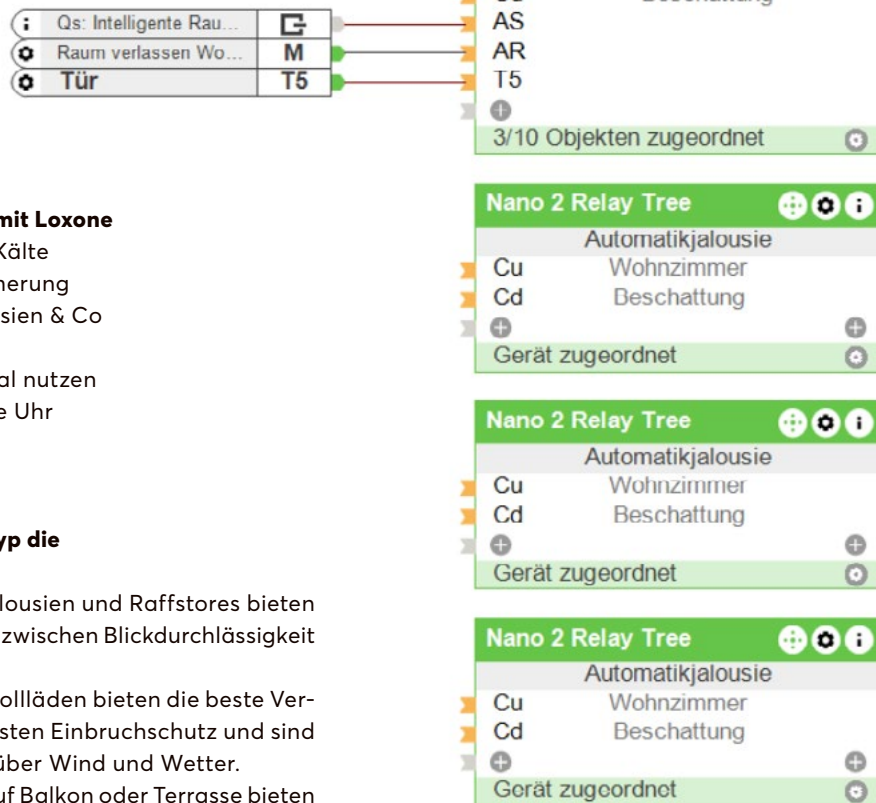 Qs: Intelligente Rau...
Raum verlassen Wo... M
Tür T5
AS
AR
T5
3/10 Objekten zugeordnet
mit Loxone
Kälte
nerung
sien & Co
al nutzen
e Uhr
yp die
lousien und Raffstores bieten
zwischen Blickdurchlässigkeit
ollläden bieten die beste Ver-
sten Einbruchschutz und sind
über Wind und Wetter.
uf Balkon oder Terrasse bieten
Nano 2 Relay Tree
Automatikjalousie
Cu Wohnzimmer
Cd Beschattung
Gerät zugeordnet
Nano 2 Relay Tree
Automatikjalousie
Cu Wohnzimmer
Cd Beschattung
Gerät zugeordnet
Nano 2 Relay Tree
Automatikjalousie
Cu Wohnzimmer
Cd Beschattung
Gerät zugeordnet